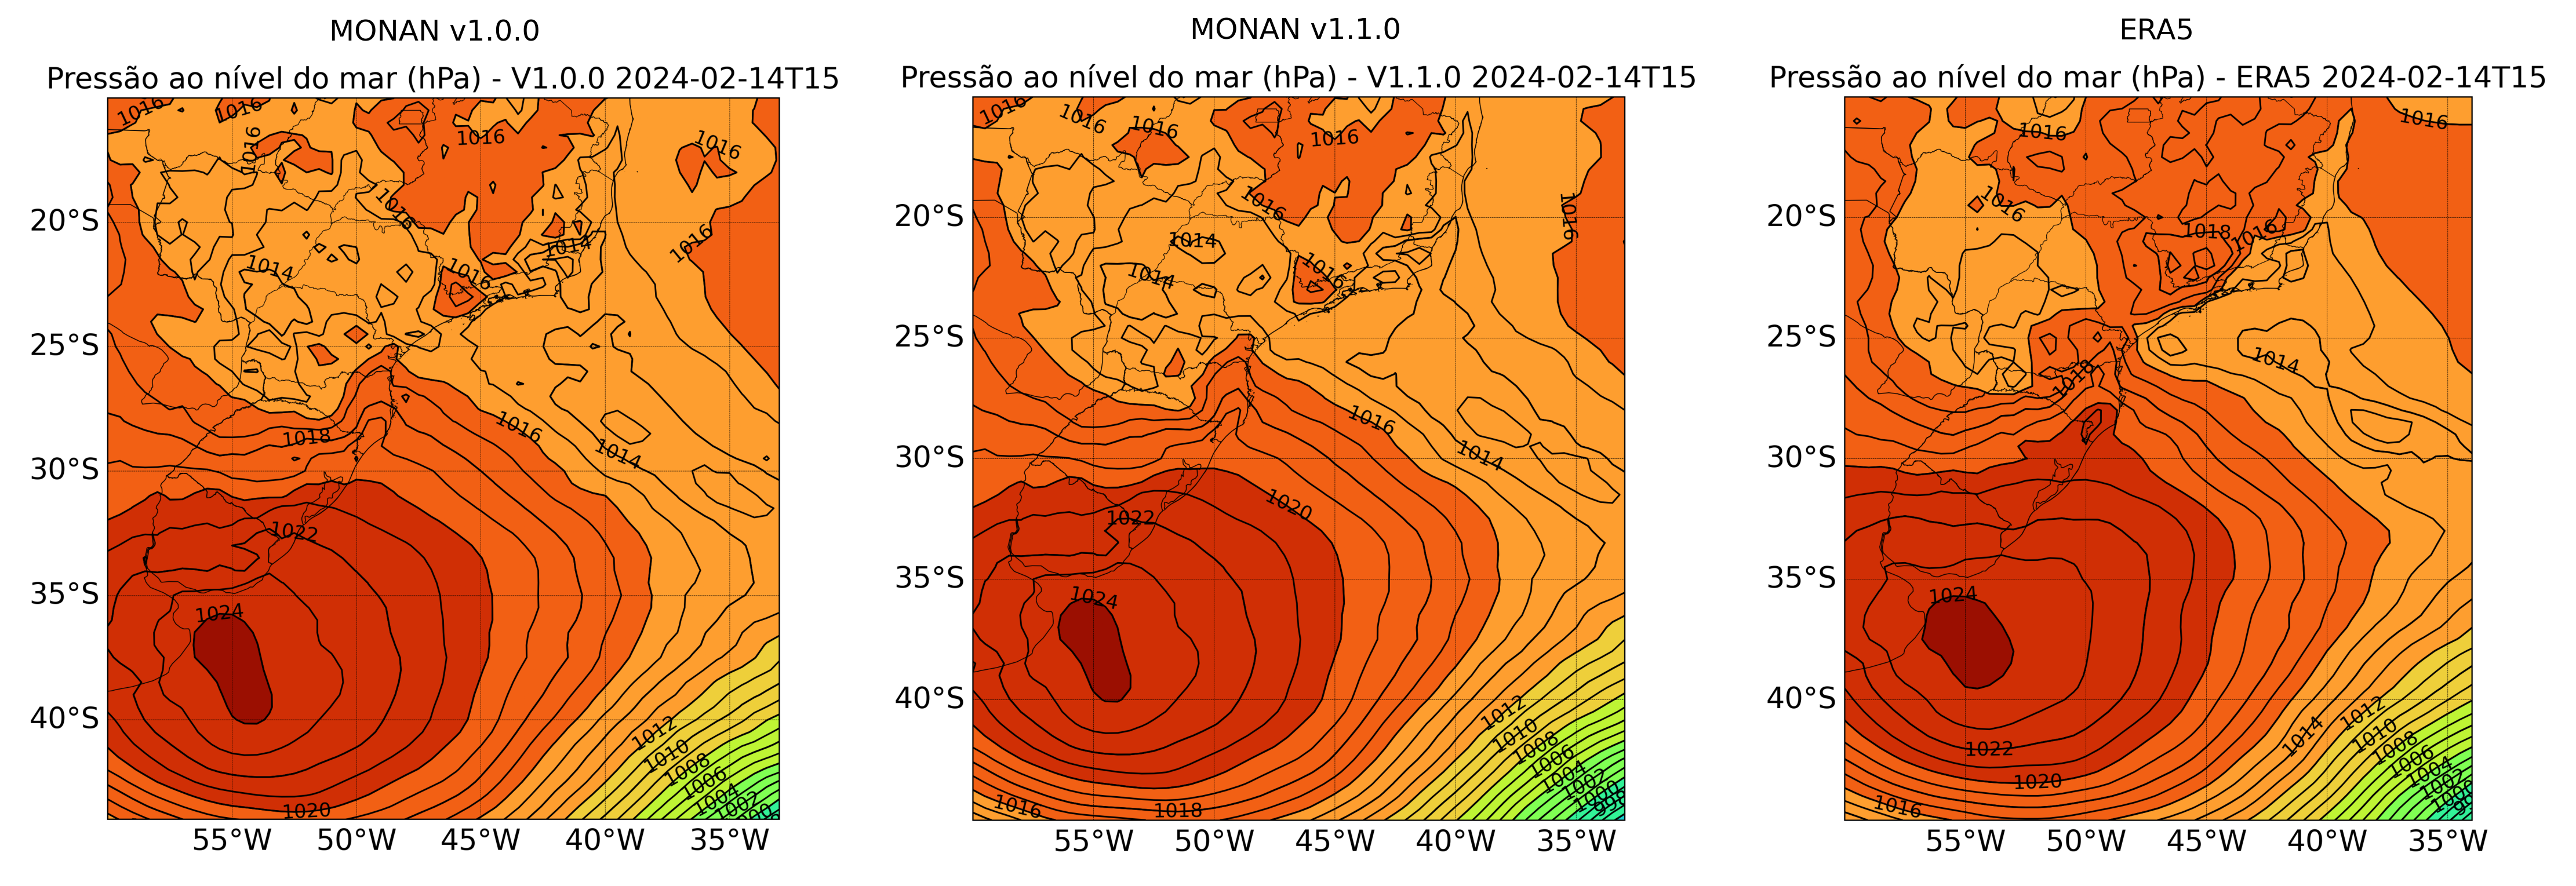 MONAN v1.0.0
Pressão ao nível do mar (hPa) - V1.0.0 2024-02-14T15
1016
1016
1016
1016
1016
1016
1016
1014
1014
1016
1018
1016
1014
1022
1024
1012
1010
1008
1006
1004
1002
1020
20°S
25°S
30°S
35°S
40°S
55°W
50°W
45°W
40°W
35°W
MONAN v1.1.0
Pressão ao nível do mar (hPa) - V1.1.0 2024-02-14T15
1016
1016
1016
1016
1016
1016
1014
1014
1016
1016
1014
1020
1022
1024
1012
1010
1008
1006
1004
1002
1000
998
1016
1018
20°S
25°S
30°S
35°S
40°S
55°W
50°W
45°W
40°W
35°W
ERA5
Pressão ao nível do mar (hPa) - ERA5 2024-02-14T15
1016
1016
1016
1018
1016
1014
1018
1024
1022
1020
1016
1014
1012
1010
1008
1006
1004
1002
1000
20°S
25°S
30°S
35°S
40°S
55°W
50°W
45°W
40°W
35°W